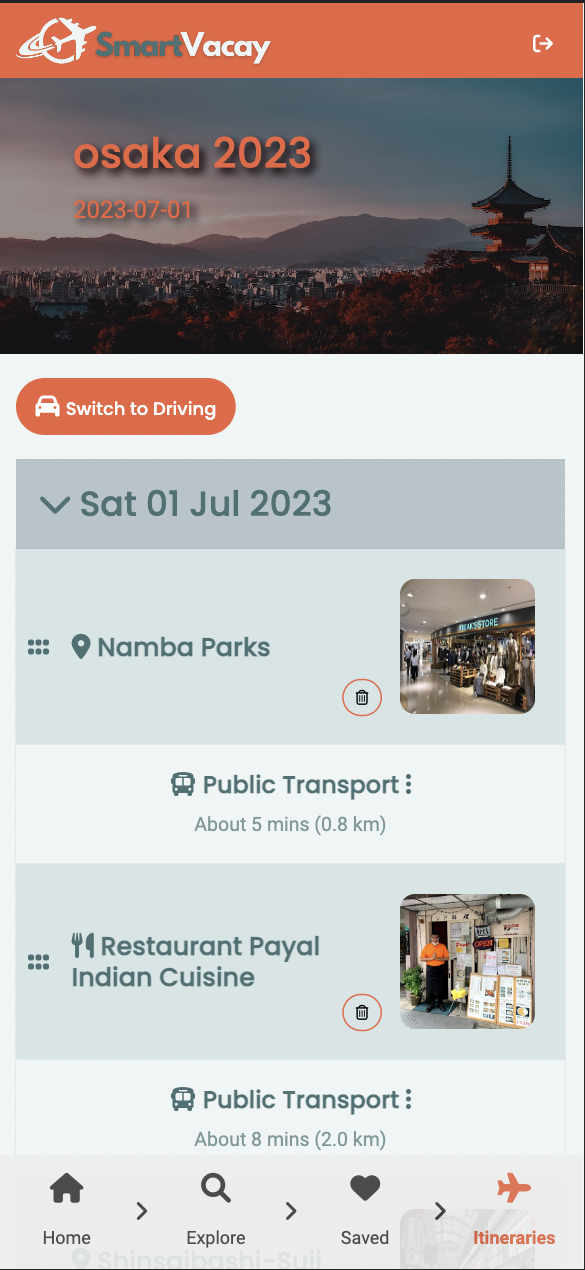 SmartVacay
osaka 2023
2023-07-01
Switch to Driving
Sat 01 Jul 2023
Namba Parks
Public Transport
About 5 mins (0.8 km)
Restaurant Payal
Indian Cuisine
OPEN
Public Transport
About 8 mins (2.0 km)
Shinsaibashi-Suji
Home
Explore
Saved
Itineraries